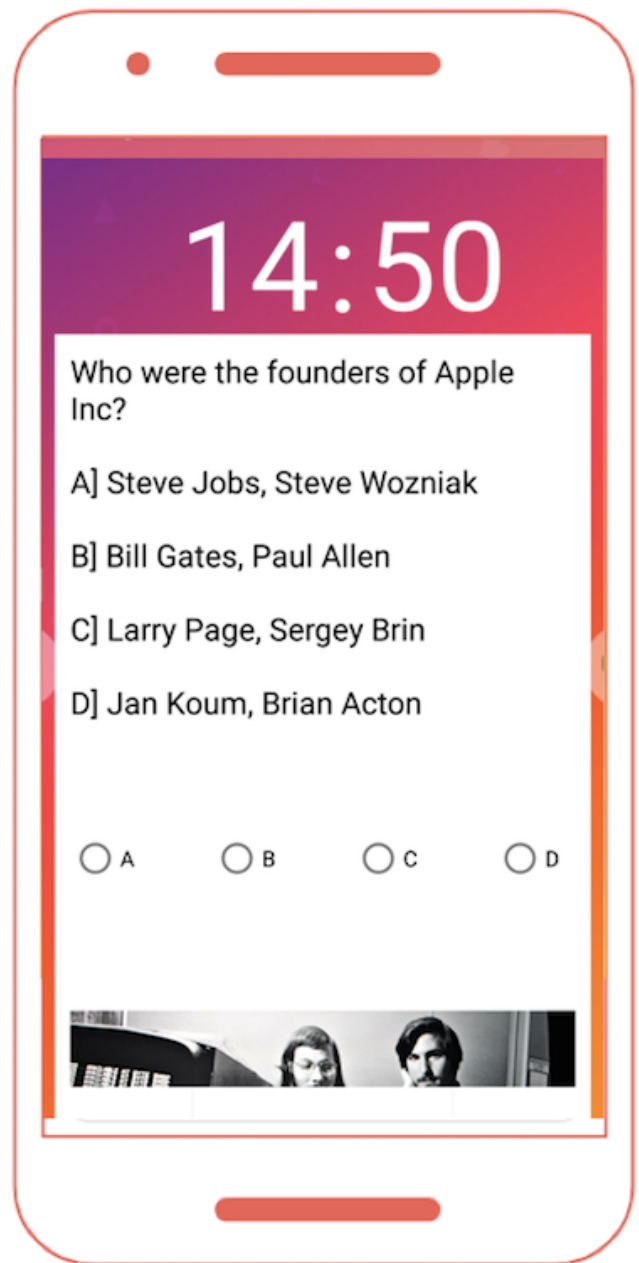 14:50
Who were the founders of Apple
Inc?
A] Steve Jobs, Steve Wozniak
B] Bill Gates, Paul Allen
C] Larry Page, Sergey Brin
D] Jan Koum, Brian Acton
A B C D